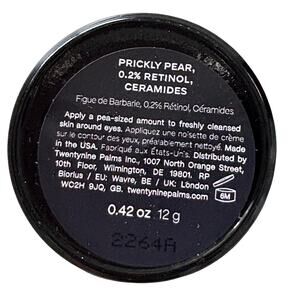 PRICKLY PEAR,
0.2% RETINOL,
CERAMIDES
Figue de Barbarie, 0.2% Rétinol, Céramides
Apply a pea-sized amount to freshly cleansed
skin around eyes. Appliquez une noisette de crème
sur le contour des yeux, préalablement nettoyé. Made
in the USA. Fabriqué aux États-Unis. Distributed by
Twentynine Palms Inc., 1007 North Orange Street,
10th Floor, Wilmington, DE 19801. RP
Biorius / EU: Wavre, BE / UK: London
WC2H 9JQ, GB. twentyninepalms.com
6M
0.42 oz 12 g
2264A